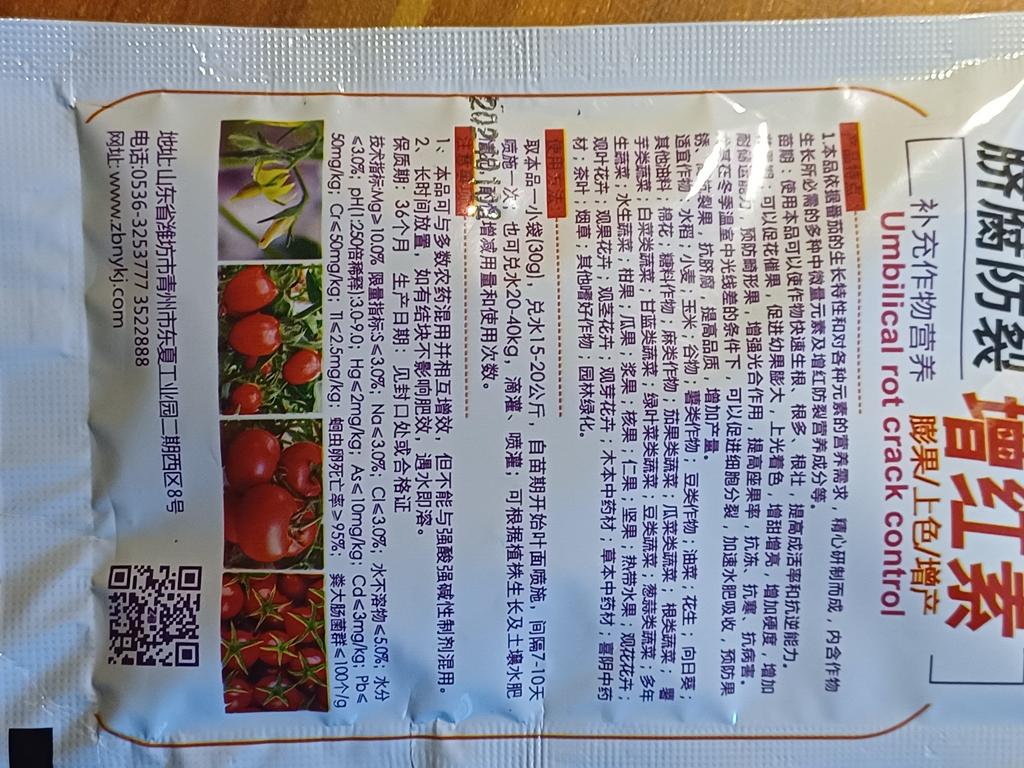 脐腐防裂
增红素
补充作物营养
膨果/上色/增产
Umbilical rot crack control
产品特点:
1.本品依据番茄的生长特性和对各种元素的营养需求，精心研制而成，内含作物
生长所必需的多种中微量元素及增红防裂营养成分等。
苗期：使用本品可以使作物快速生根、根多、根壮，提高成活率和抗逆能力。
可以促花催果，促进幼果膨大，上光着色，增甜增亮，增加硬度，增加
耐储运能力，预防畸形果，增强光合作用，提高座果率，抗冻、抗寒、抗病害。
在冬季温室中光线差的条件下，可以促进细胞分裂，加速水肥吸收，预防果
锈、裂果，抗脐腐，提高品质，增加产量。
适宜作物：水稻；小麦；玉米；谷物；薯类作物；豆类作物；油菜；花生；向日葵；
其他油料；棉花；糖料作物；麻类作物；茄果类蔬菜；瓜菜类蔬菜；根类蔬菜；薯
芋类蔬菜；白菜类蔬菜；甘蓝类蔬菜；绿叶菜类蔬菜；豆类蔬菜；葱蒜类蔬菜；多年
生蔬菜；水生蔬菜；柑果；瓜果；浆果；核果；仁果；坚果；热带水果；观花花卉；
观叶花卉；观果花卉；观茎花卉；观芽花卉；木本中药材；草本中药材；喜阴中药
材；茶叶；烟草；其他嗜好作物；园林绿化。
使用方法:
取本品一小袋(30g)，兑水15-20公斤，自苗期开始叶面喷施，间隔7-10天
喷施一次；也可兑水20-40kg，滴灌、喷灌；可根据植株生长及土壤水肥
增减用量和使用次数。
1、本品可与多数农药混用并相互增效，但不能与强酸强碱性制剂混用。
2、长时间放置，如有结块不影响肥效，遇水即溶。
保质期：36个月 生产日期：见封口处或合格证
技术指标:Mg≥10.0% 限量指标:S≤3.0%；Na≤3.0%；Cl≤3.0%；水不溶物≤5.0%；水分
≤3.0%，pH(1:250倍稀释)3.0-9.0；Hg≤2mg/kg；As≤10mg/kg；Cd≤3mg/kg；Pb≤
50mg/kg；Cr≤50mg/kg；Tl≤2.5mg/kg；蛔虫卵死亡率≥95%，粪大肠菌群≤100个/g
地址:山东省潍坊市青州市东夏工业园二期西区8号
电话:0536-3253777 3522888
网址:www.zbnykj.com